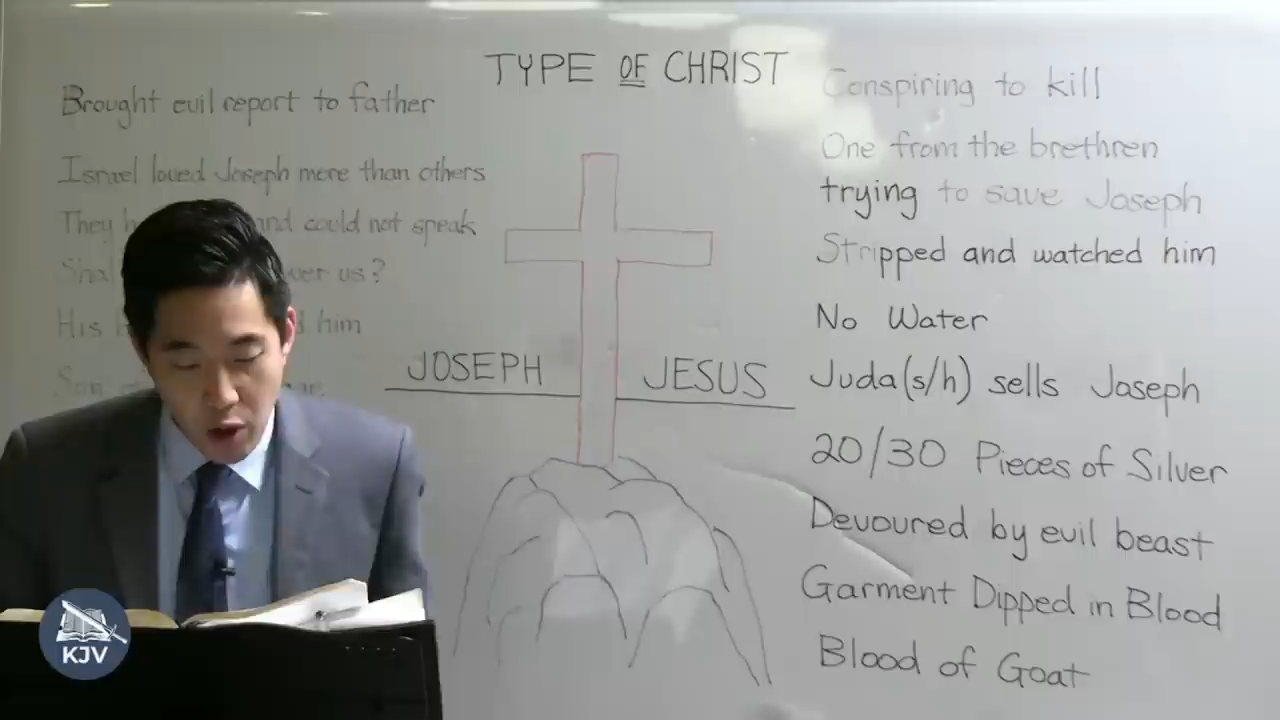 TYPE OF CHRIST
Brought evil report to father
Israel loved Joseph more than others
They and could not speak
us?
His him
JOSEPH
JESUS
Conspiring to kill
One from the brethren
trying to save Joseph
Stripped and watched him
No Water
Juda(s/h) sells Joseph
20/30 Pieces of Silver
Devoured by evil beast
Garment Dipped in Blood
Blood of Goat
KJV